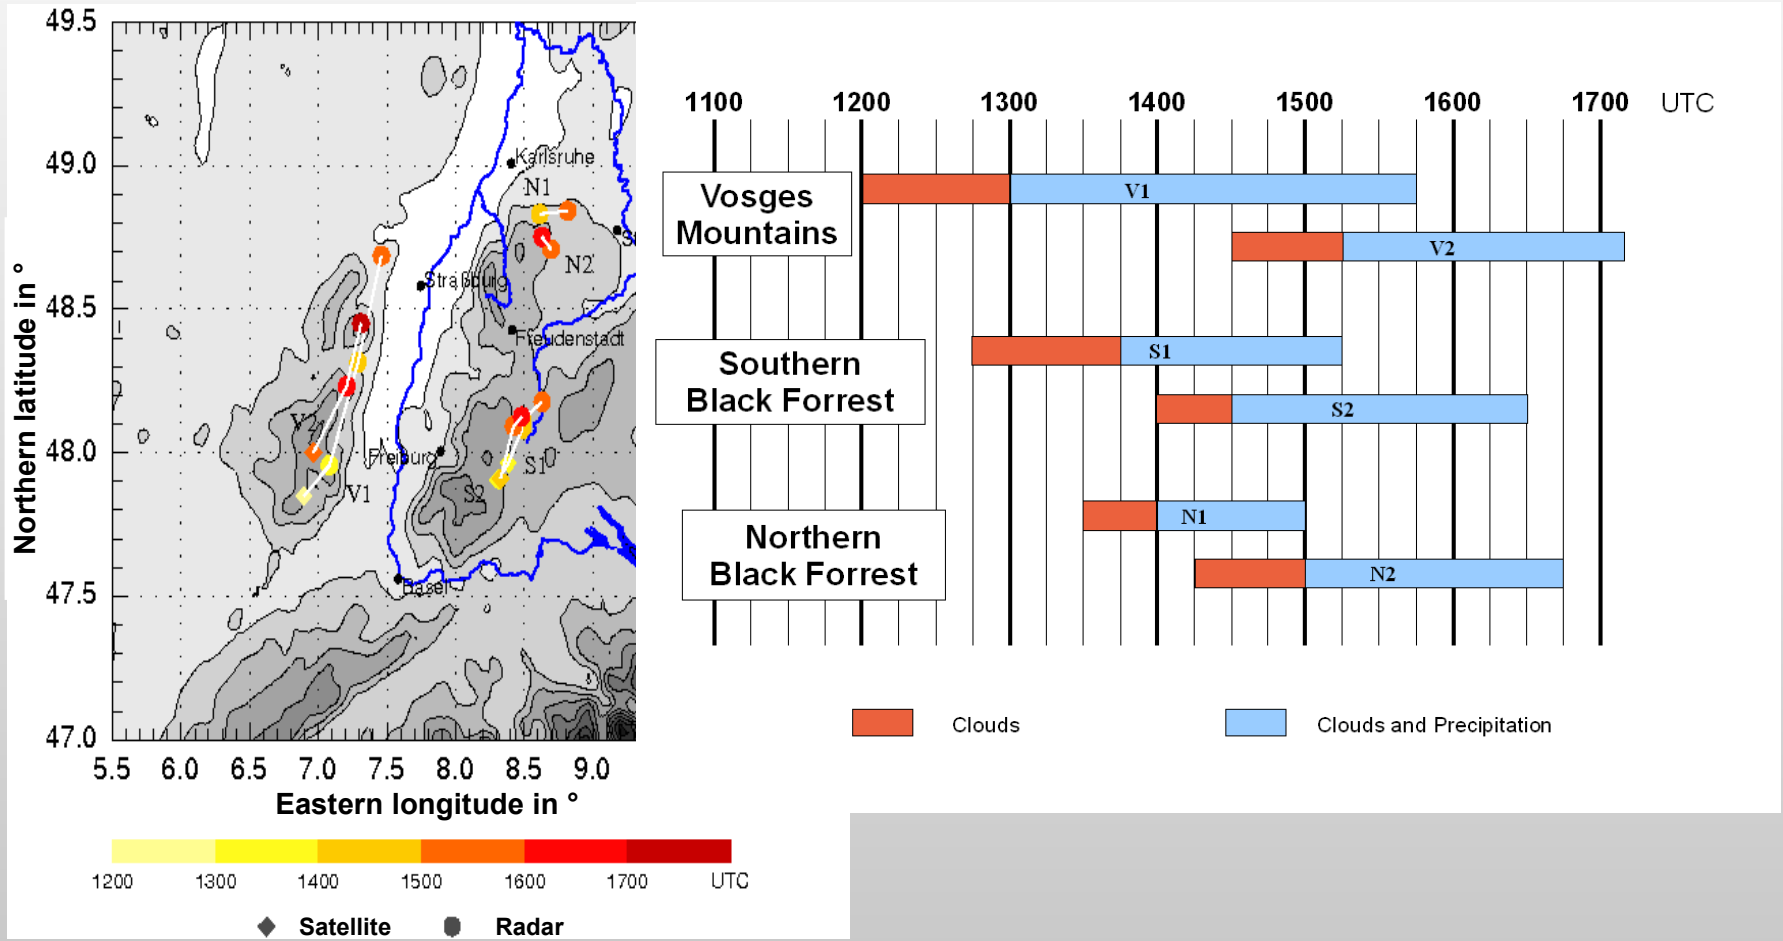 49.5
49.0
48.5
48.0
47.5
47.0
Northern latitude in °
5.5 6.0 6.5 7.0 7.5 8.0 8.5 9.0
Eastern longitude in °
Karlsruhe
N1
N2
Straßburg
Freudenstadt
V2
Freiburg
S1
V1
S2
Basel
1200 1300 1400 1500 1600 1700 UTC
Satellite Radar
1100 1200 1300 1400 1500 1600 1700 UTC
Vosges
Mountains
V1
V2
Southern
Black Forrest
S1
S2
Northern
Black Forrest
N1
N2
Clouds
Clouds and Precipitation